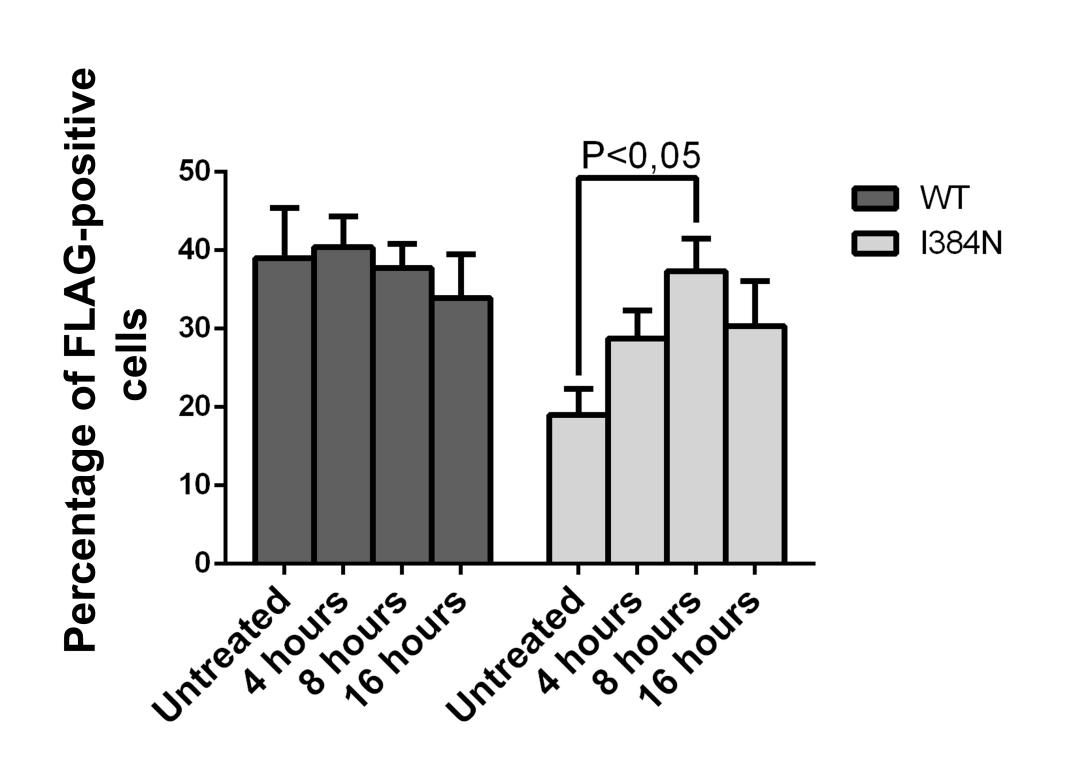 Percentage of FLAG-positive
cells
50
40
30
20
10
0
P<0,05
WT
I384N
Untreated
4 hours
8 hours
16 hours
Untreated
4 hours
8 hours
16 hours